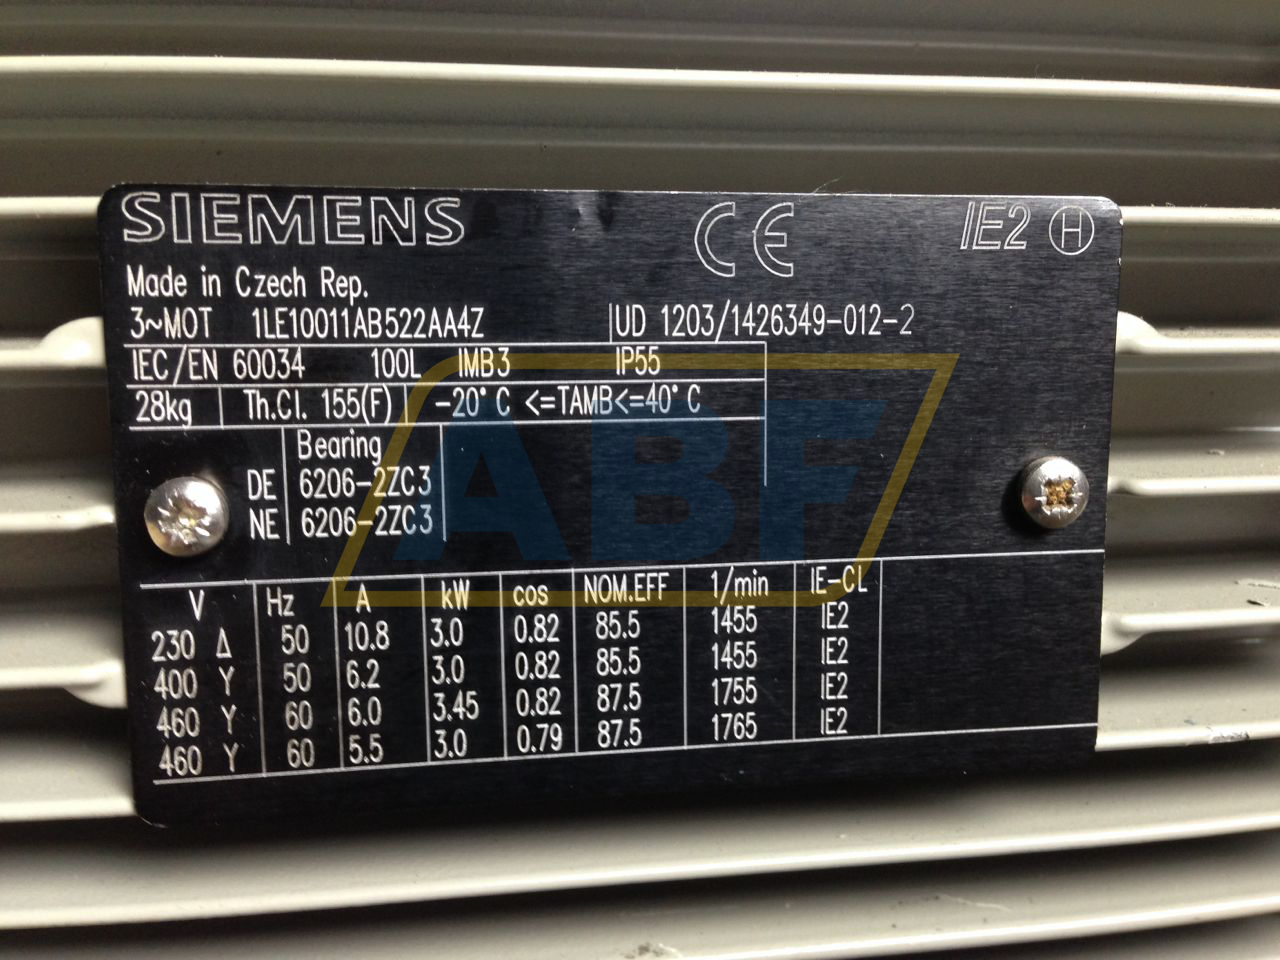 SIEMENS CE IE2 H
Made in Czech Rep.
3~MOT 1LE10011AB522AA4Z UD 1203/1426349-012-2
IEC/EN 60034 100L IMB3 IP55
28kg Th.Cl. 155(F) -20°C <=TAMB<=40°C
Bearing
DE 6206-2ZC3
NE 6206-2ZC3
ABF
V Hz A kW cos NOM.EFF 1/min IE-CL
230 Δ 50 10.8 3.0 0.82 85.5 1455 IE2
400 Y 50 6.2 3.0 0.82 85.5 1455 IE2
460 Y 60 6.0 3.45 0.82 87.5 1755 IE2
460 Y 60 5.5 3.0 0.79 87.5 1765 IE2